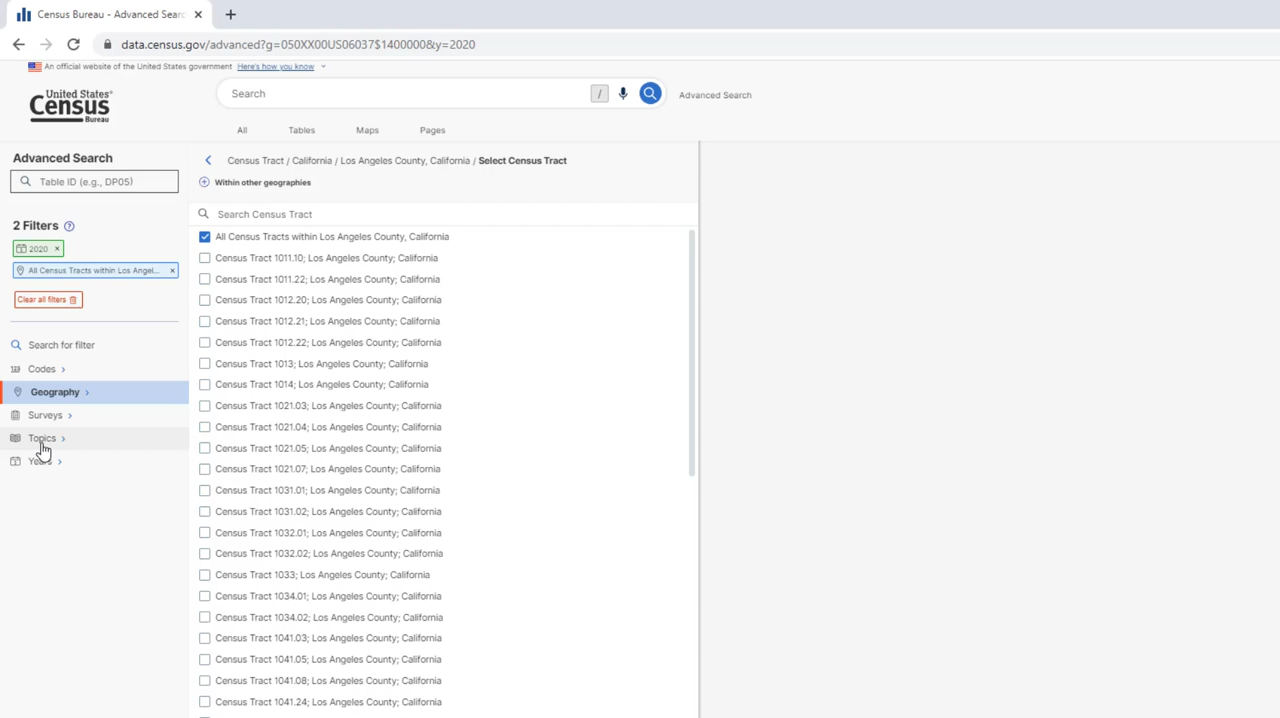 Census Bureau - Advanced Searc
data.census.gov/advanced?g=050XX00US06037$1400000&y=2020
An official website of the United States government Here's how you know
United States®
Census
Bureau
Search
/
Advanced Search
All Tables Maps Pages
Advanced Search
Table ID (e.g., DP05)
2 Filters
2020
All Census Tracts within Los Angel...
Clear all filters
Search for filter
Codes
Geography
Surveys
Topics
Years
Census Tract / California / Los Angeles County, California / Select Census Tract
Within other geographies
Search Census Tract
All Census Tracts within Los Angeles County, California
Census Tract 1011.10; Los Angeles County; California
Census Tract 1011.22; Los Angeles County; California
Census Tract 1012.20; Los Angeles County; California
Census Tract 1012.21; Los Angeles County; California
Census Tract 1012.22; Los Angeles County; California
Census Tract 1013; Los Angeles County; California
Census Tract 1014; Los Angeles County; California
Census Tract 1021.03; Los Angeles County; California
Census Tract 1021.04; Los Angeles County; California
Census Tract 1021.05; Los Angeles County; California
Census Tract 1021.07; Los Angeles County; California
Census Tract 1031.01; Los Angeles County; California
Census Tract 1031.02; Los Angeles County; California
Census Tract 1032.01; Los Angeles County; California
Census Tract 1032.02; Los Angeles County; California
Census Tract 1033; Los Angeles County; California
Census Tract 1034.01; Los Angeles County; California
Census Tract 1034.02; Los Angeles County; California
Census Tract 1041.03; Los Angeles County; California
Census Tract 1041.05; Los Angeles County; California
Census Tract 1041.08; Los Angeles County; California
Census Tract 1041.24; Los Angeles County; California